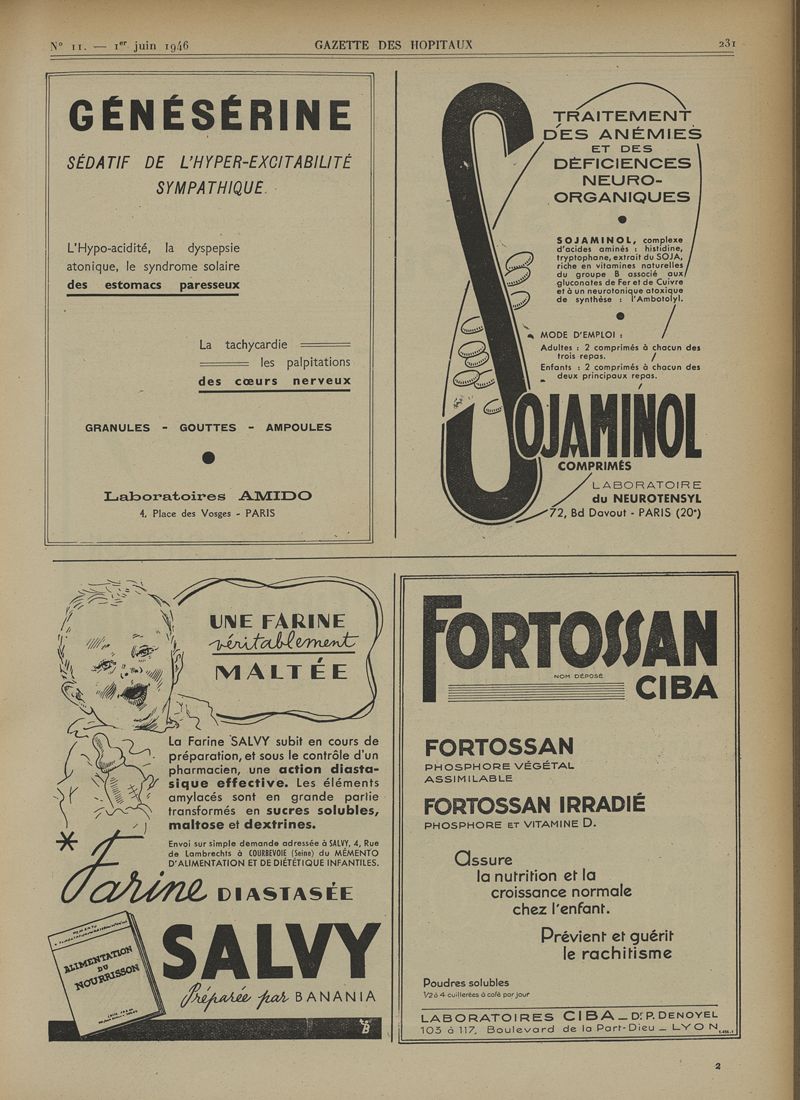 N° 11. — 1er juin 1946
GAZETTE DES HOPITAUX
231
GÉNÉSÉRINE
SÉDATIF DE L'HYPER-EXCITABILITÉ
SYMPATHIQUE
L'Hypo-acidité, la dyspepsie
atonique, le syndrome solaire
des estomacs paresseux
La tachycardie
les palpitations
des cœurs nerveux
GRANULES - GOUTTES - AMPOULES
Laboratoires AMIDO
4, Place des Vosges - PARIS
TRAITEMENT
DES ANÉMIES
ET DES
DÉFICIENCES
NEURO-
ORGANIQUES
SOJAMINOL, complexe
d'acides aminés : histidine,
tryptophane, extrait du SOJA,
riche en vitamines naturelles
du groupe B associé aux
gluconates de Fer et de Cuivre
et à un neurotonique atoxique
de synthèse : l'Ambotolyl.
MODE D'EMPLOI :
Adultes : 2 comprimés à chacun des
trois repas.
Enfants : 2 comprimés à chacun des
deux principaux repas.
SOJAMINOL
COMPRIMÉS
LABORATOIRE
du NEUROTENSYL
72, Bd Davout - PARIS (20e)
UNE FARINE
véritablement
MALTÉE
La Farine SALVY subit en cours de
préparation, et sous le contrôle d'un
pharmacien, une action diasta-
sique effective. Les éléments
amylacés sont en grande partie
transformés en sucres solubles,
maltose et dextrines.
* Envoi sur simple demande adressée à SALVY, 4, Rue
de Lambrechts à COURBEVOIE (Seine) du MÉMENTO
D'ALIMENTATION ET DE DIÉTÉTIQUE INFANTILES.
Farine DIASTASÉE
SALVY
Préparée par BANANIA
ALIMENTATION
DU
NOURRISSON
B
FORTOSSAN
NOM DÉPOSÉ
CIBA
FORTOSSAN
PHOSPHORE VÉGÉTAL
ASSIMILABLE
FORTOSSAN IRRADIÉ
PHOSPHORE ET VITAMINE D.
Assure
la nutrition et la
croissance normale
chez l'enfant.
Prévient et guérit
le rachitisme
Poudres solubles
1/2 à 4 cuillerées à café par jour
LABORATOIRES CIBA _ Dr P. DENOYEL
103 à 117, Boulevard de la Part-Dieu _ LYON
2